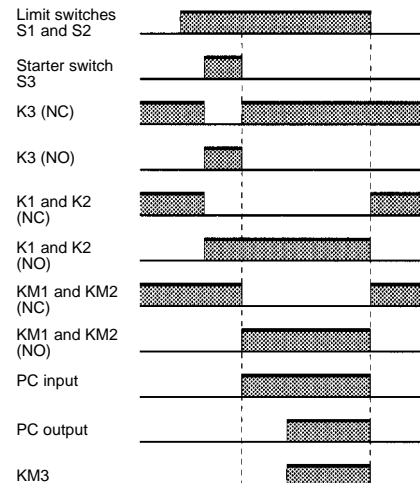 Limit switches
S1 and S2
Starter switch
S3
K3 (NC)
K3 (NO)
K1 and K2
(NC)
K1 and K2
(NO)
KM1 and KM2
(NC)
KM1 and KM2
(NO)
PC input
PC output
KM3